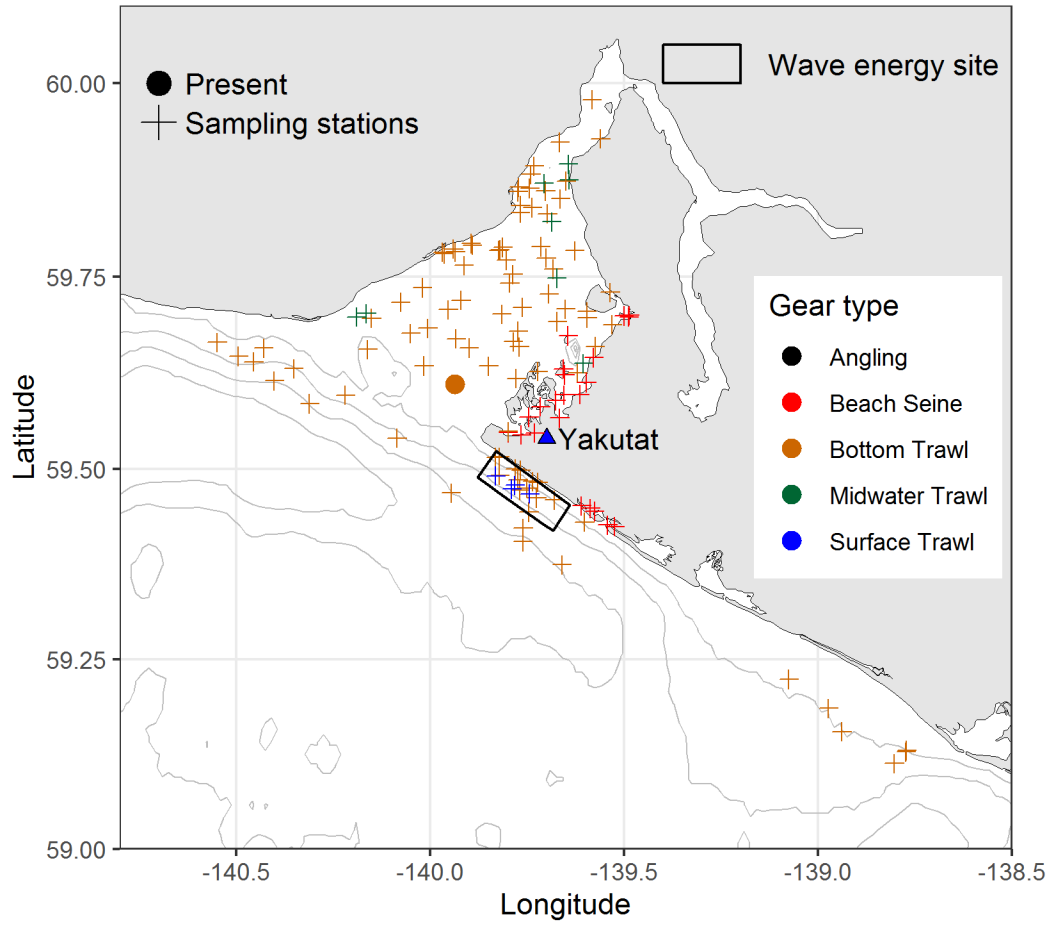 Present
Sampling stations
Wave energy site
60.00
59.75
59.50
59.25
59.00
Latitude
Yakutat
Gear type
Angling
Beach Seine
Bottom Trawl
Midwater Trawl
Surface Trawl
-140.5
-140.0
-139.5
-139.0
-138.5
Longitude